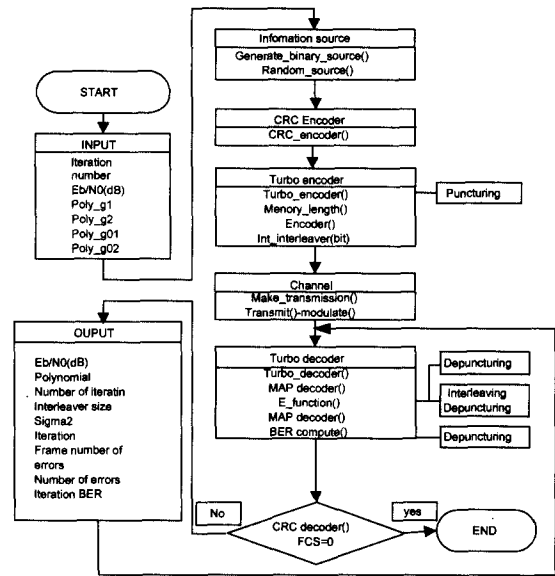 START
INPUT
Iteration
number
Eb/N0(dB)
Poly_g1
Poly_g2
Poly_g01
Poly_g02
Infomation source
Generate_binary_source()
Random_source()
CRC Encoder
CRC_encoder()
Turbo encoder
Turbo_encoder()
Menory_length()
Encoder()
Int_interleaver(bit)
Puncturing
Channel
Make_transmission()
Transmit()-modulate()
Turbo decoder
Turbo_decoder()
MAP decoder()
E_function()
MAP decoder()
BER compute()
Depuncturing
Interleaving
Depuncturing
Depuncturing
OUPUT
Eb/N0(dB)
Polynomial
Number of iteratin
Interleaver size
Sigma2
Iteration
Frame number of
errors
Number of errors
Iteration BER
No
CRC decoder()
FCS=0
yes
END